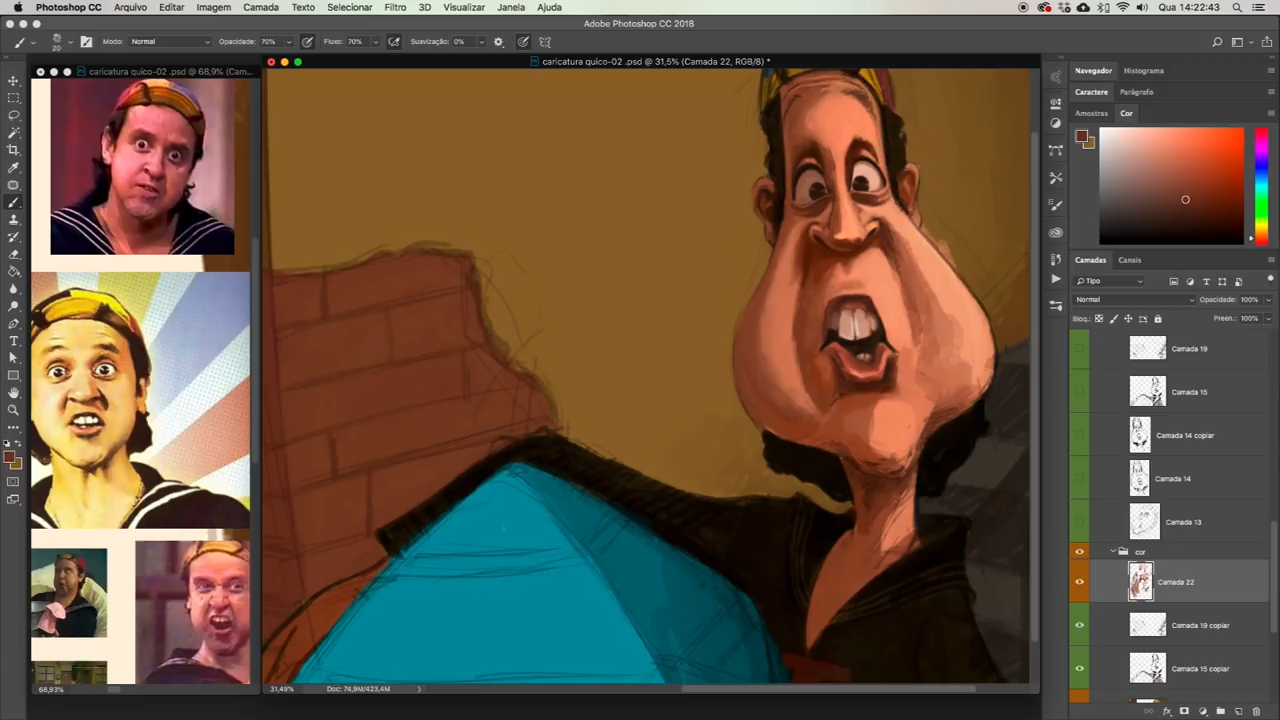 Photoshop CC Arquivo Editar Imagem Camada Texto Selecionar Filtro 3D Visualizar Janela Ajuda Qua 14:22:43
Adobe Photoshop CC 2018
20 Modo: Normal Opacidade: 70% Fluxo: 70% Suavização: 0%
caricatura quico-02 .psd @ 68,9% (Cam...
caricatura quico-02 .psd @ 31,5% (Camada 22, RGB/8) *
Navegador Histograma
Caractere Parágrafo
Amostras Cor
Camadas Canais
Tipo
Normal Opacidade: 100%
Bloq.: Preen.: 100%
Camada 19
Camada 15
Camada 14 copiar
Camada 14
Camada 13
cor
Camada 22
Camada 19 copiar
Camada 15 copiar
68,93%
31,49% Doc: 74,9M/423,4M
fx